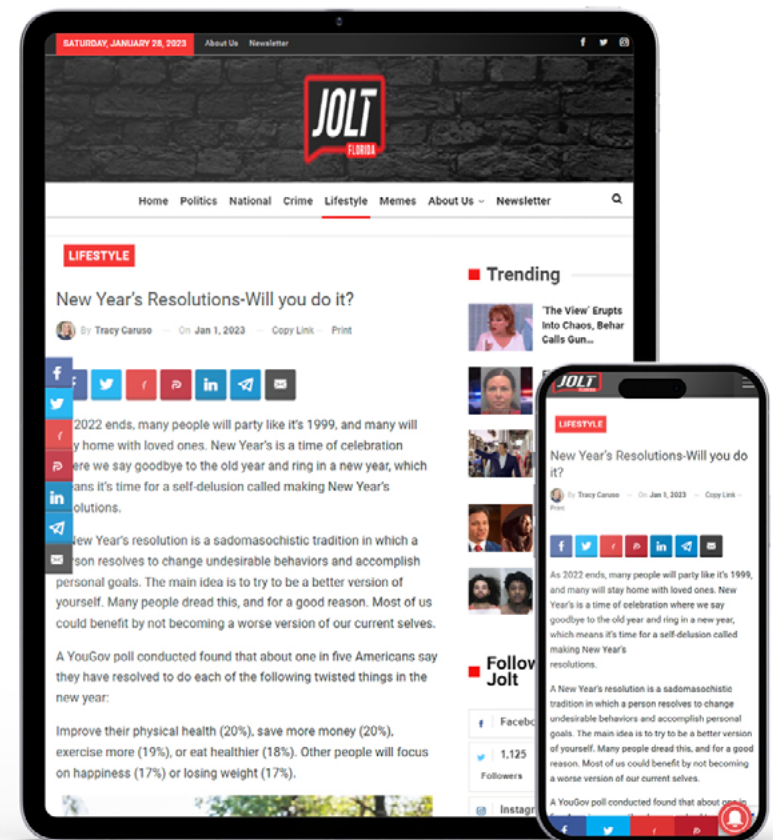 SATURDAY, JANUARY 28, 2023 About Us Newsletter
JOLT
FLORIDA
Home Politics National Crime Lifestyle Memes About Us Newsletter
LIFESTYLE
New Year's Resolutions-Will you do it?
By Tracy Caruso — On Jan 1, 2023 — Copy Link — Print
2022 ends, many people will party like it's 1999, and many will
y home with loved ones. New Year's is a time of celebration
ere we say goodbye to the old year and ring in a new year, which
eans it's time for a self-delusion called making New Year's
olutions.
New Year's resolution is a sadomasochistic tradition in which a
rson resolves to change undesirable behaviors and accomplish
personal goals. The main idea is to try to be a better version of
yourself. Many people dread this, and for a good reason. Most of us
could benefit by not becoming a worse version of our current selves.
A YouGov poll conducted found that about one in five Americans say
they have resolved to do each of the following twisted things in the
new year:
Improve their physical health (20%), save more money (20%),
exercise more (19%), or eat healthier (18%). Other people will focus
on happiness (17%) or losing weight (17%).
Trending
'The View' Erupts
Into Chaos, Behar
Calls Gun...
Follow
Jolt
Facebo
1,125
Followers
Instagr
JOLT
LIFESTYLE
New Year's Resolutions-Will you do
it?
By Tracy Caruso — On Jan 1, 2023 — Copy Link —
Print
As 2022 ends, many people will party like it's 1999,
and many will stay home with loved ones. New
Year's is a time of celebration where we say
goodbye to the old year and ring in a new year,
which means it's time for a self-delusion called
making New Year's
resolutions.
A New Year's resolution is a sadomasochistic
tradition in which a person resolves to change
undesirable behaviors and accomplish personal
goals. The main idea is to try to be a better version
of yourself. Many people dread this, and for a good
reason. Most of us could benefit by not becoming
a worse version of our current selves.
A YouGov poll conducted found that about one in